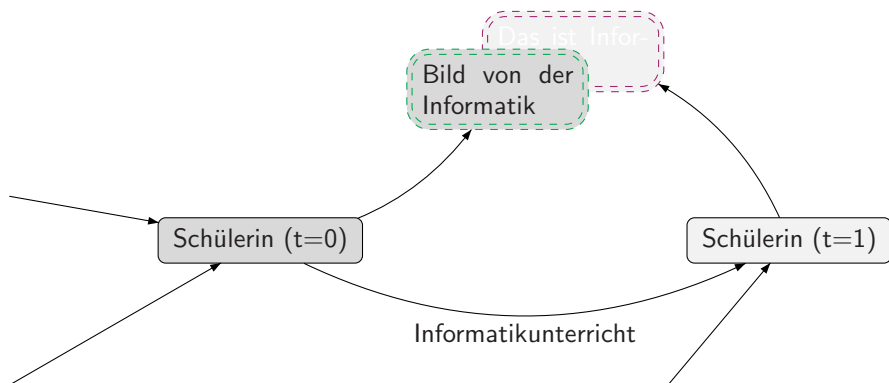 Das ist Infor-
Bild von der
Informatik
Schülerin (t=0)
Schülerin (t=1)
Informatikunterricht